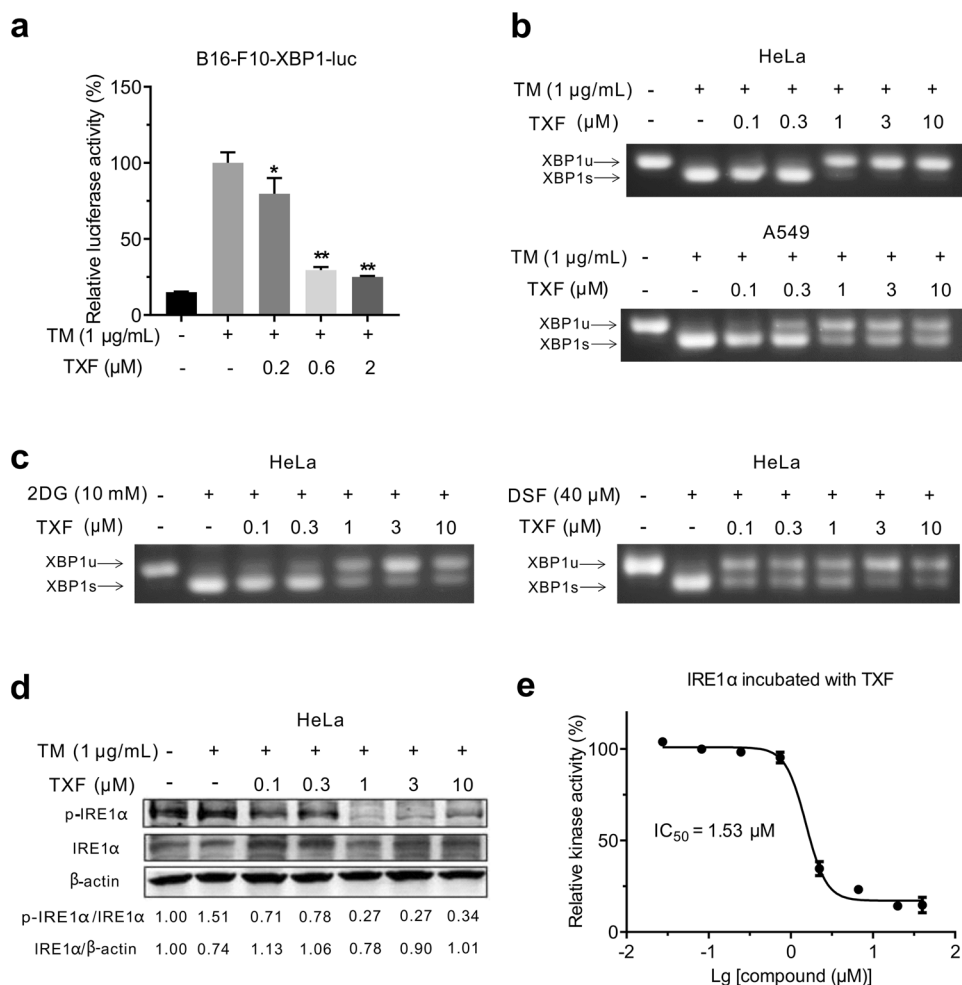 a
B16-F10-XBP1-luc
Relative luciferase activity (%)
150
100
50
25
0
TM (1 µg/mL) - + + + +
TXF (µM) - - 0.2 0.6 2
*
**
**
b
HeLa
TM (1 µg/mL) - + + + + + +
TXF (µM) - - 0.1 0.3 1 3 10
XBP1u→
XBP1s→
A549
TM (1 µg/mL) - + + + + + +
TXF (µM) - - 0.1 0.3 1 3 10
XBP1u→
XBP1s→
c
HeLa
2DG (10 mM) - + + + + + +
TXF (µM) - - 0.1 0.3 1 3 10
XBP1u→
XBP1s→
HeLa
DSF (40 µM) - + + + + + +
TXF (µM) - - 0.1 0.3 1 3 10
XBP1u→
XBP1s→
d
HeLa
TM (1 µg/mL) - + + + + + +
TXF (µM) - - 0.1 0.3 1 3 10
p-IRE1α
IRE1α
β-actin
p-IRE1α/IRE1α 1.00 1.51 0.71 0.78 0.27 0.27 0.34
IRE1α/β-actin 1.00 0.74 1.13 1.06 0.78 0.90 1.01
e
IRE1α incubated with TXF
Relative kinase activity (%)
100
50
0
IC50 = 1.53 µM
-2 -1 0 1 2
Lg [compound (µM)]